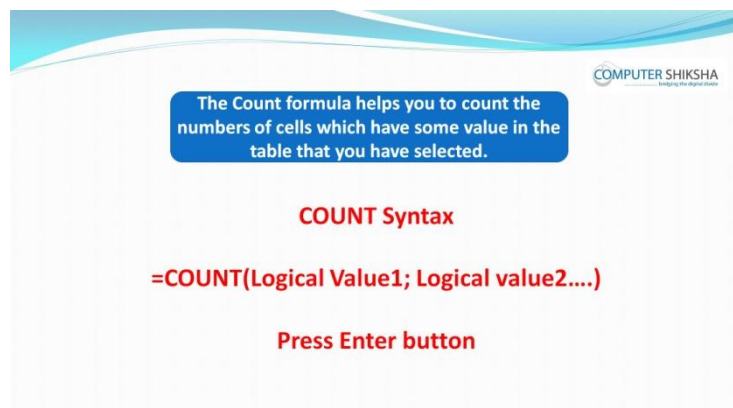 COMPUTER SHIKSHA
bridging the digital divide
The Count formula helps you to count the
numbers of cells which have some value in the
table that you have selected.
COUNT Syntax
=COUNT(Logical Value1; Logical value2....)
Press Enter button